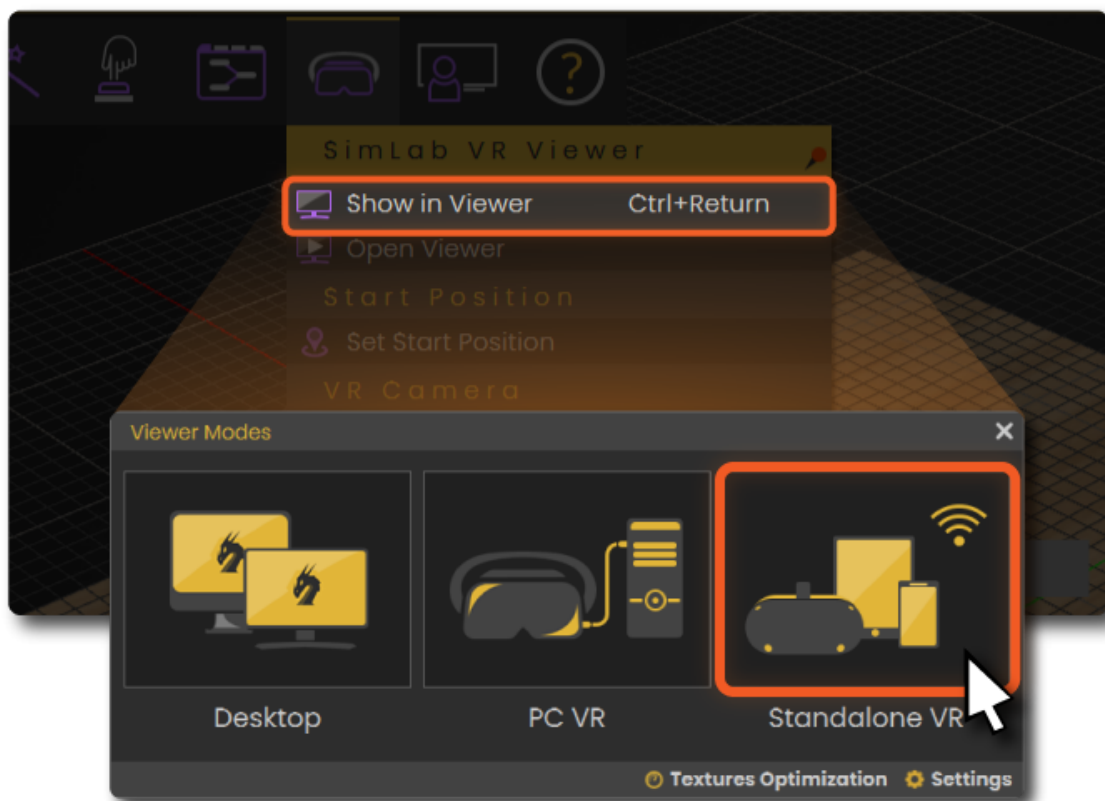 ?
SimLab VR Viewer
Show in Viewer Ctrl+Return
Open Viewer
Start Position
Set Start Position
VR Camera
Viewer Modes
Desktop PC VR Standalone VR
Textures Optimization Settings